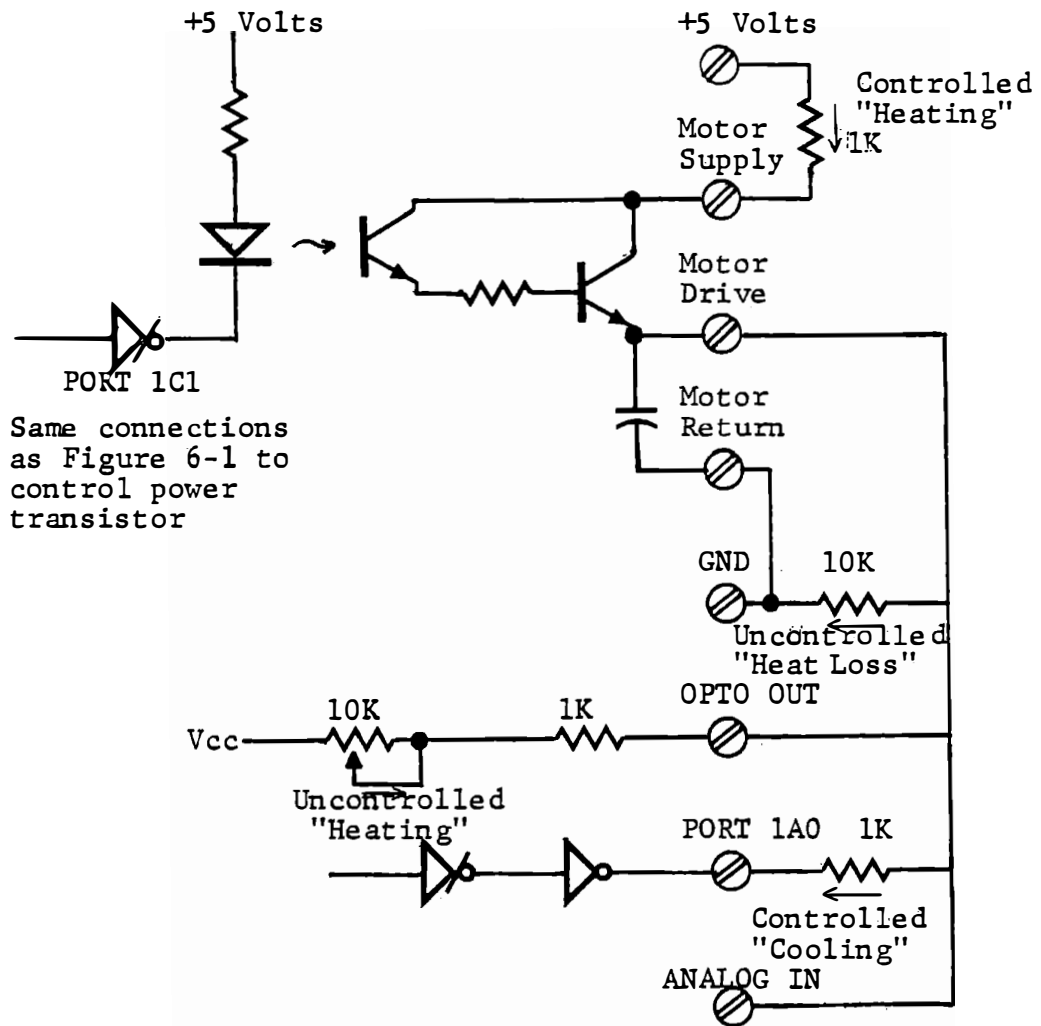 +5 Volts
+5 Volts
Controlled
"Heating"
1K
Motor
Supply
Motor
Drive
PORT 1C1
Motor
Return
Same connections
as Figure 6-1 to
control power
transistor
GND
10K
Uncontrolled
"Heat Loss"
OPTO OUT
10K
1K
Vcc
Uncontrolled
"Heating"
PORT 1A0
1K
Controlled
"Cooling"
ANALOG IN